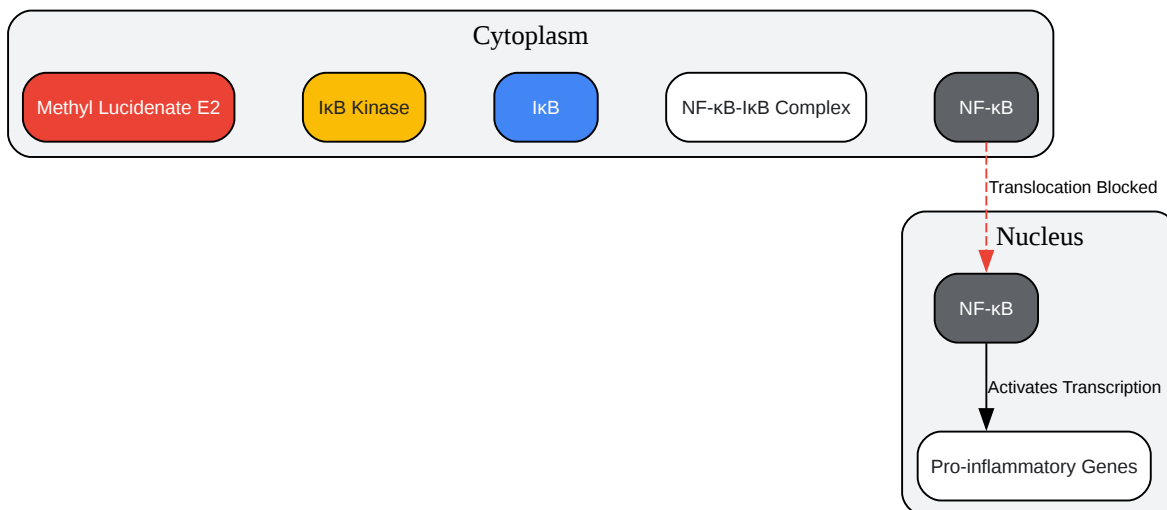 Cytoplasm
Methyl Lucidenate E2
IκB Kinase
IκB
NF-κB-IκB Complex
NF-κB
Translocation Blocked
Nucleus
NF-κB
Activates Transcription
Pro-inflammatory Genes